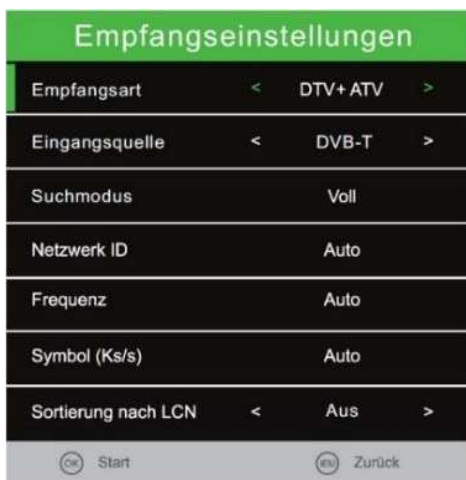 Empfangseinstellungen
Empfangsart < DTV+ ATV >
Eingangsquelle < DVB-T >
Suchmodus Voll
Netzwerk ID Auto
Frequenz Auto
Symbol (Ks/s) Auto
Sortierung nach LCN < Aus >
OK Start MENU Zurück